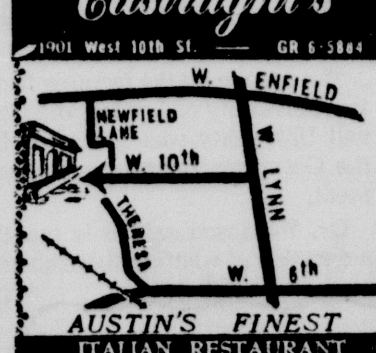 1901 West 10th St. — GR 6-5884
W. ENFIELD
NEWFIELD
LANE
W. 10th
W. LYNN
THERESA
W. 6th
AUSTIN'S FINEST
ITALIAN RESTAURANT